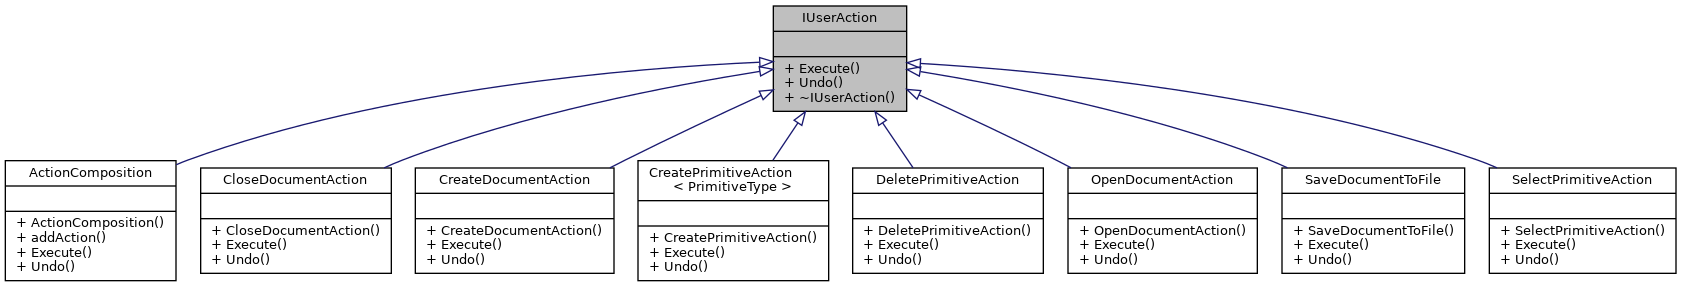 IUserAction
+ Execute()
+ Undo()
+ ~IUserAction()
ActionComposition
+ ActionComposition()
+ addAction()
+ Execute()
+ Undo()
CloseDocumentAction
+ CloseDocumentAction()
+ Execute()
+ Undo()
CreateDocumentAction
+ CreateDocumentAction()
+ Execute()
+ Undo()
CreatePrimitiveAction
< PrimitiveType >
+ CreatePrimitiveAction()
+ Execute()
+ Undo()
DeletePrimitiveAction
+ DeletePrimitiveAction()
+ Execute()
+ Undo()
OpenDocumentAction
+ OpenDocumentAction()
+ Execute()
+ Undo()
SaveDocumentToFile
+ SaveDocumentToFile()
+ Execute()
+ Undo()
SelectPrimitiveAction
+ SelectPrimitiveAction()
+ Execute()
+ Undo()